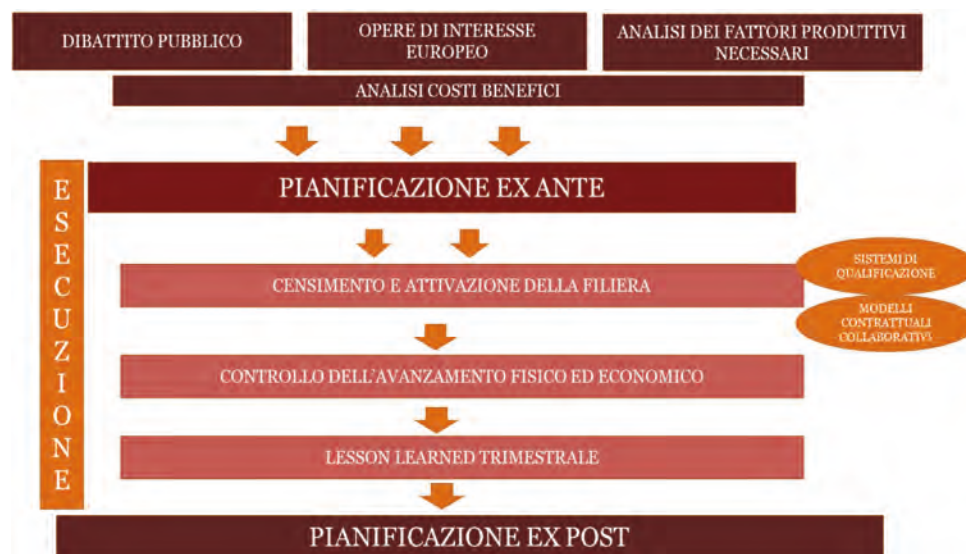 DIBATTITO PUBBLICO
OPERE DI INTERESSE
EUROPEO
ANALISI DEI FATTORI PRODUTTIVI
NECESSARI
ANALISI COSTI BENEFICI
PIANIFICAZIONE EX ANTE
ESECUZIONE
CENSIMENTO E ATTIVAZIONE DELLA FILIERA
SISTEMI DI
QUALIFICAZIONE
MODELLI
CONTRATTUALI
COLLABORATIVI
CONTROLLO DELL'AVANZAMENTO FISICO ED ECONOMICO
LESSON LEARNED TRIMESTRALE
PIANIFICAZIONE EX POST